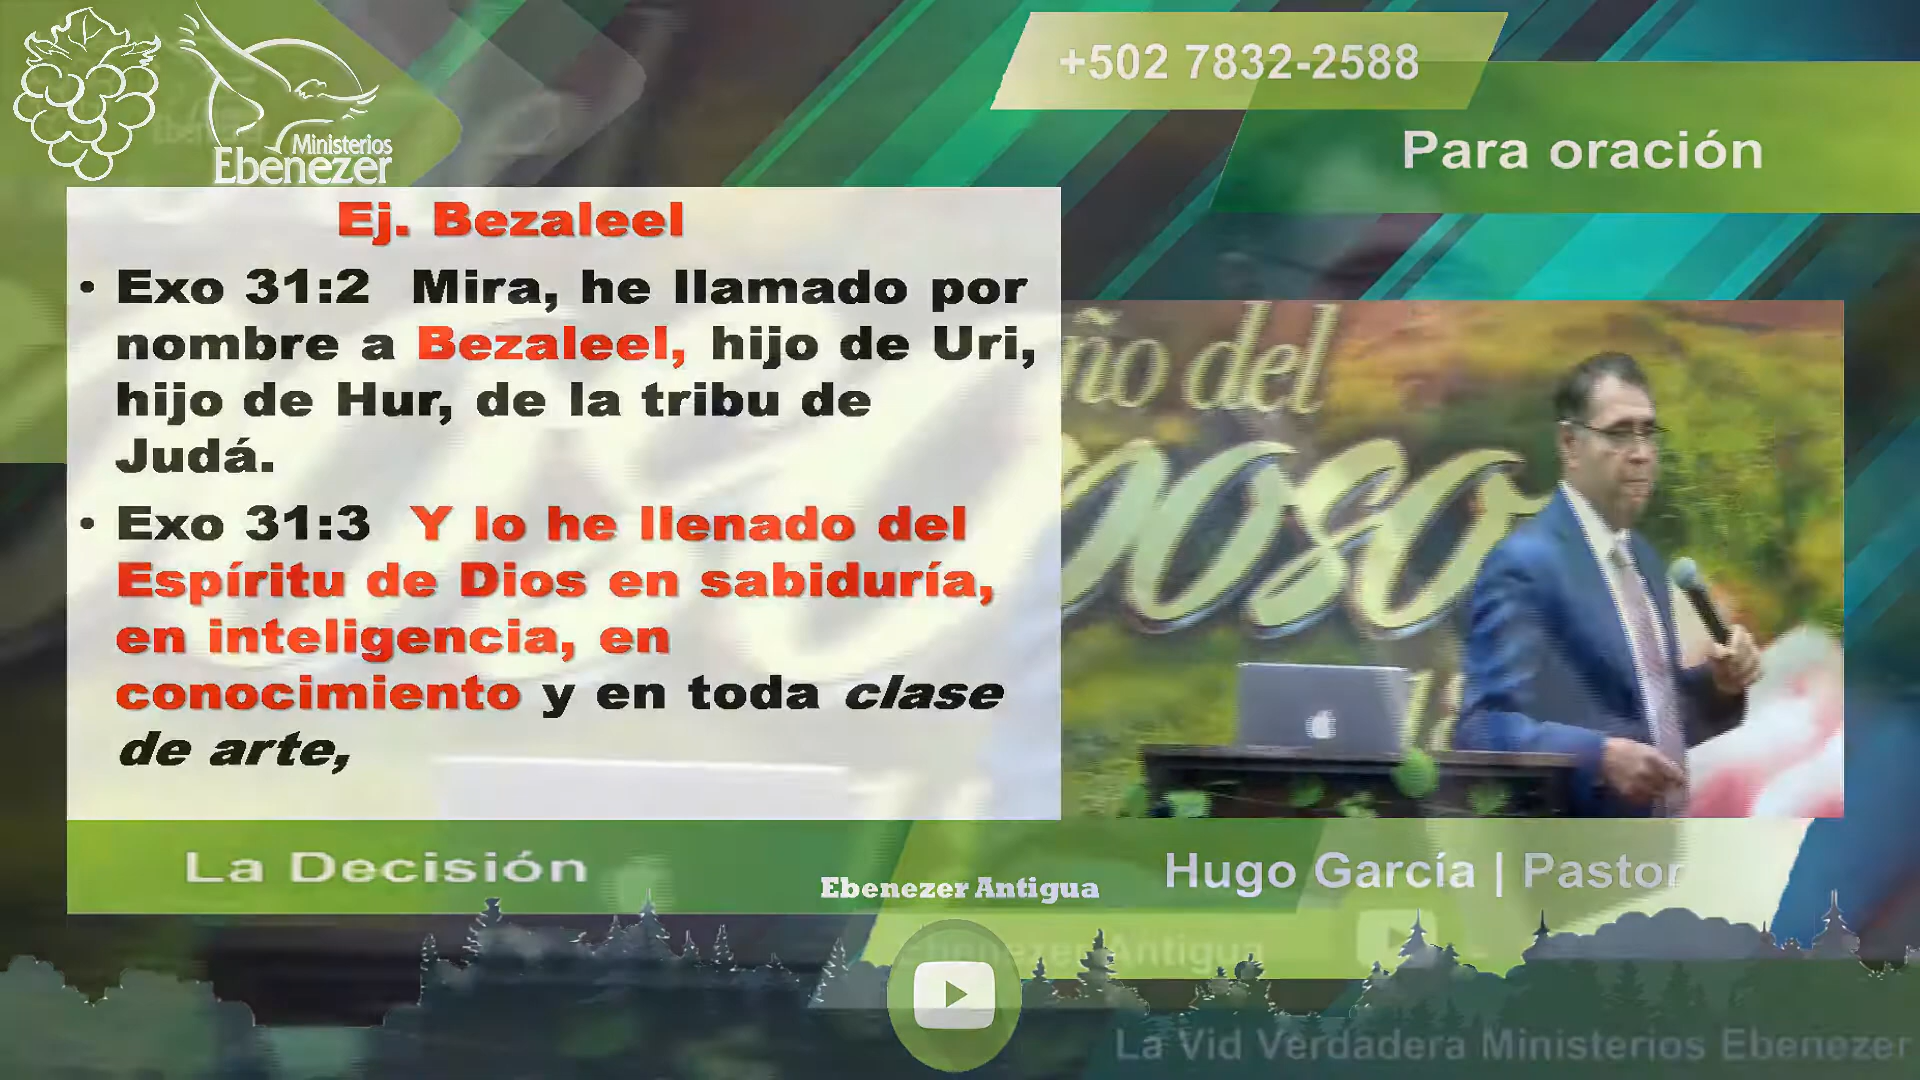 Ministerios
Ebenezer
+502 7832-2588
Para oración
Ej. Bezaleel
• Exo 31:2 Mira, he llamado por
nombre a Bezaleel, hijo de Uri,
hijo de Hur, de la tribu de
Judá.
• Exo 31:3 Y lo he llenado del
Espíritu de Dios en sabiduría,
en inteligencia, en
conocimiento y en toda clase
de arte,
ño del
poso
La Decisión
Ebenezer Antigua
Hugo García | Pastor
Ebenezer Antigua
La Vid Verdadera Ministerios Ebenezer